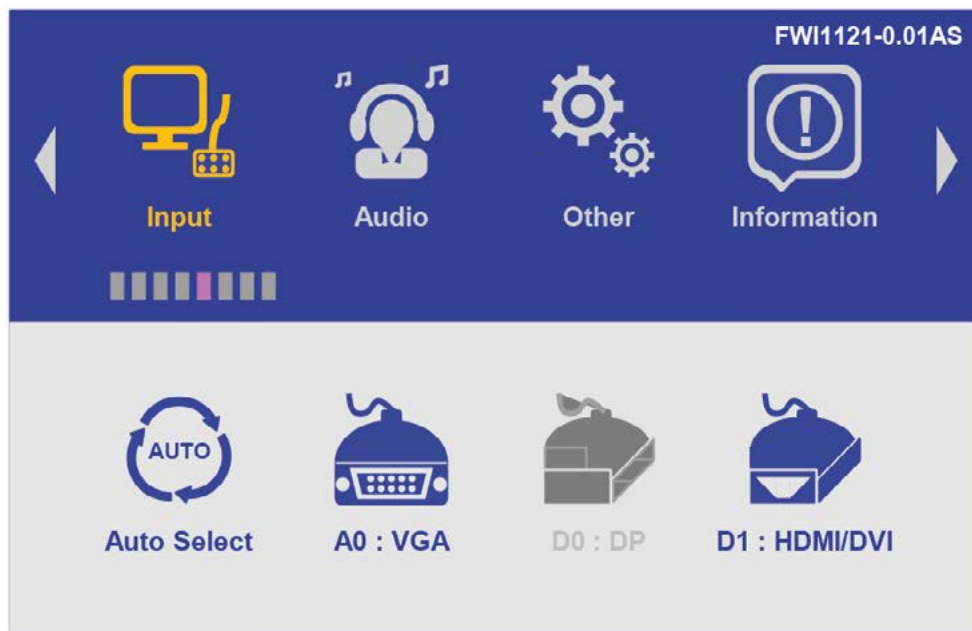 FWI1121-0.01AS
Input Audio Other Information
AUTO
Auto Select A0 : VGA D0 : DP D1 : HDMI/DVI